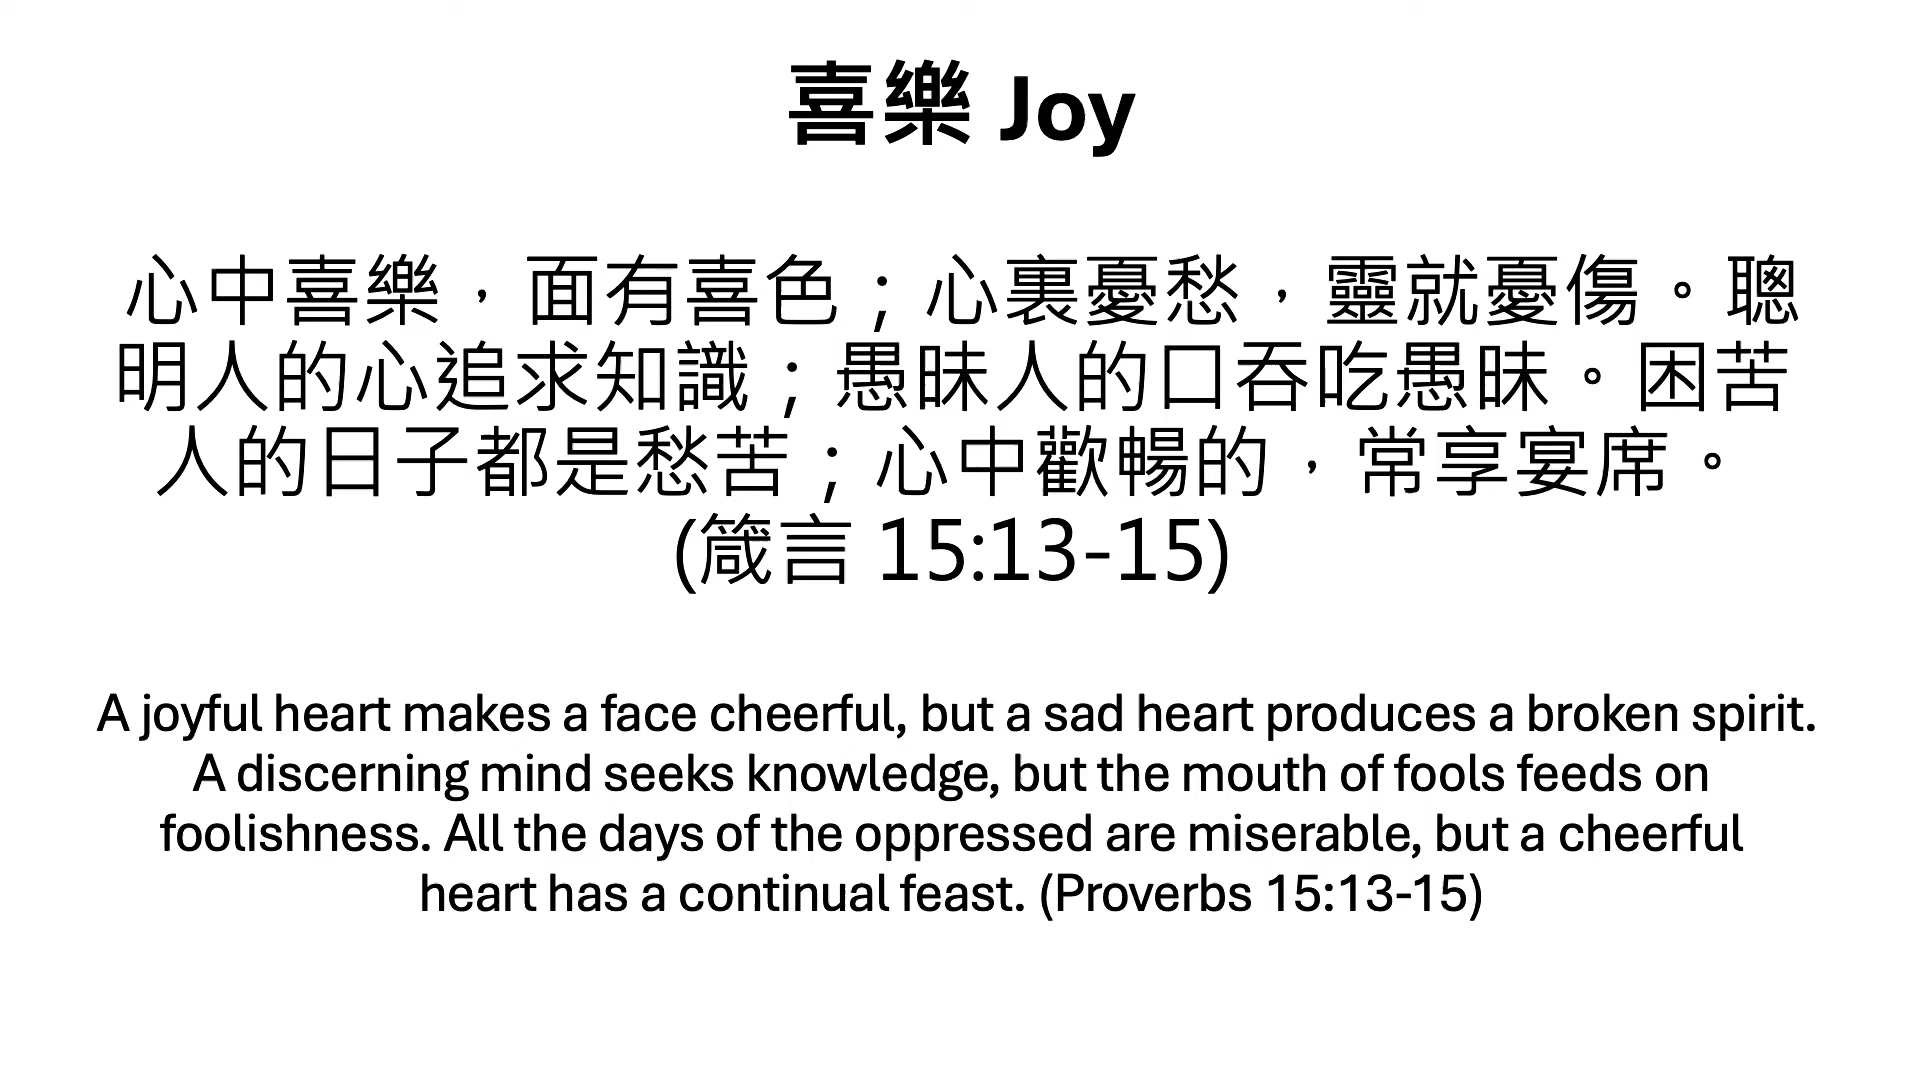 喜樂 Joy
心中喜樂，面有喜色；心裏憂愁，靈就憂傷。聰
明人的心追求知識；愚昧人的口吞吃愚昧。困苦
人的日子都是愁苦；心中歡暢的，常享宴席。
(箴言 15:13-15)
A joyful heart makes a face cheerful, but a sad heart produces a broken spirit.
A discerning mind seeks knowledge, but the mouth of fools feeds on
foolishness. All the days of the oppressed are miserable, but a cheerful
heart has a continual feast. (Proverbs 15:13-15)